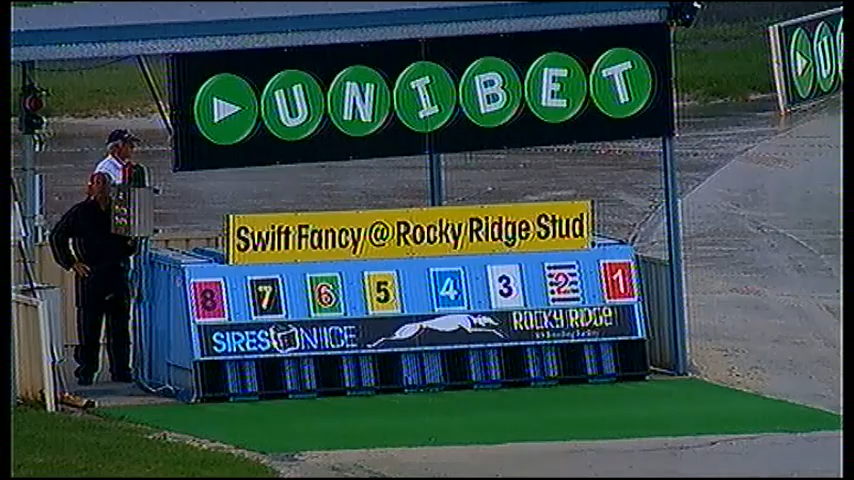 UNIBET
U
Swift Fancy @ Rocky Ridge Stud
8 7 6 5 4 3 2 1
SIRES ON ICE ROCKY RIDGE